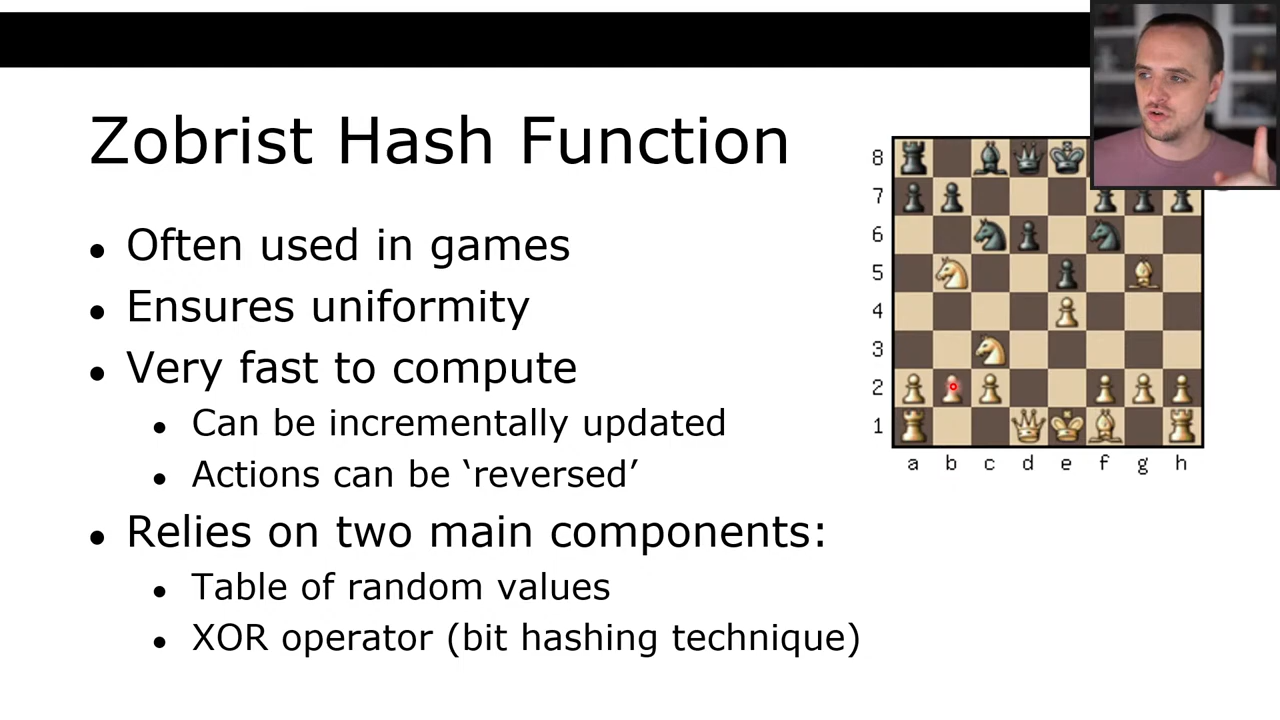 Zobrist Hash Function
• Often used in games
• Ensures uniformity
• Very fast to compute
• Can be incrementally updated
• Actions can be ‘reversed’
• Relies on two main components:
• Table of random values
• XOR operator (bit hashing technique)
8
7
6
5
4
3
2
1
a b c d e f g h